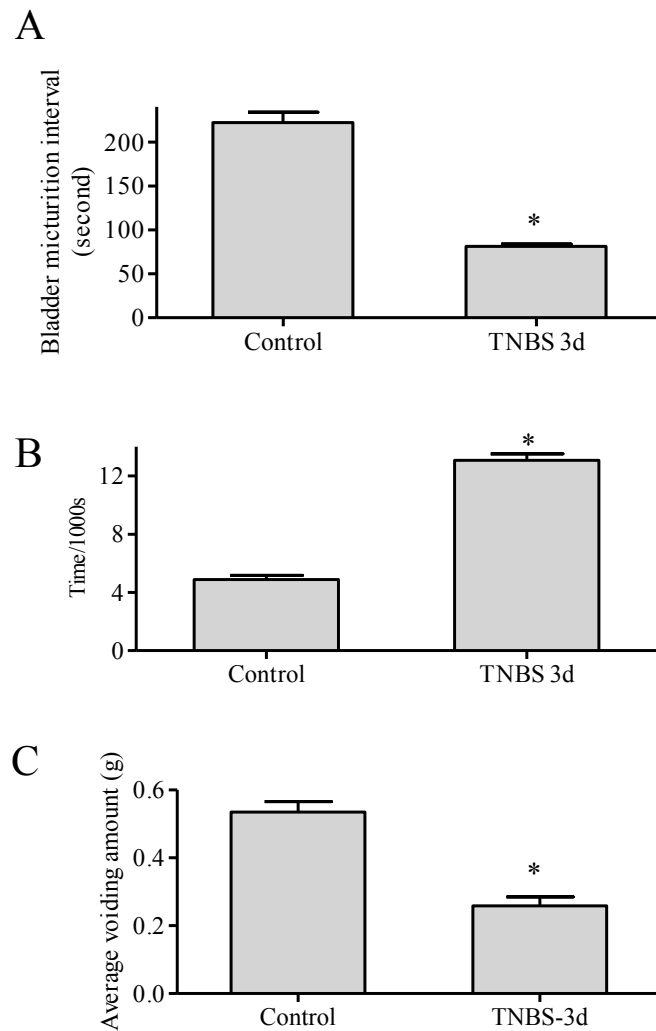 A
Bladder micturition interval
(second)
200
150
100
50
0
*
Control
TNBS 3d
B
Time/1000s
12
8
4
0
*
Control
TNBS 3d
C
Average voiding amount (g)
0.6
0.4
0.2
0.0
*
Control
TNBS-3d